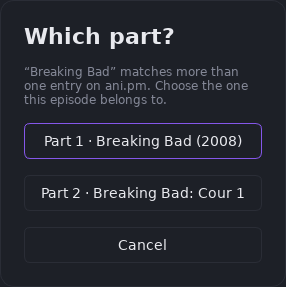 Which part?
“Breaking Bad” matches more than
one entry on ani.pm. Choose the one
this episode belongs to.
Part 1 · Breaking Bad (2008)
Part 2 · Breaking Bad: Cour 1
Cancel